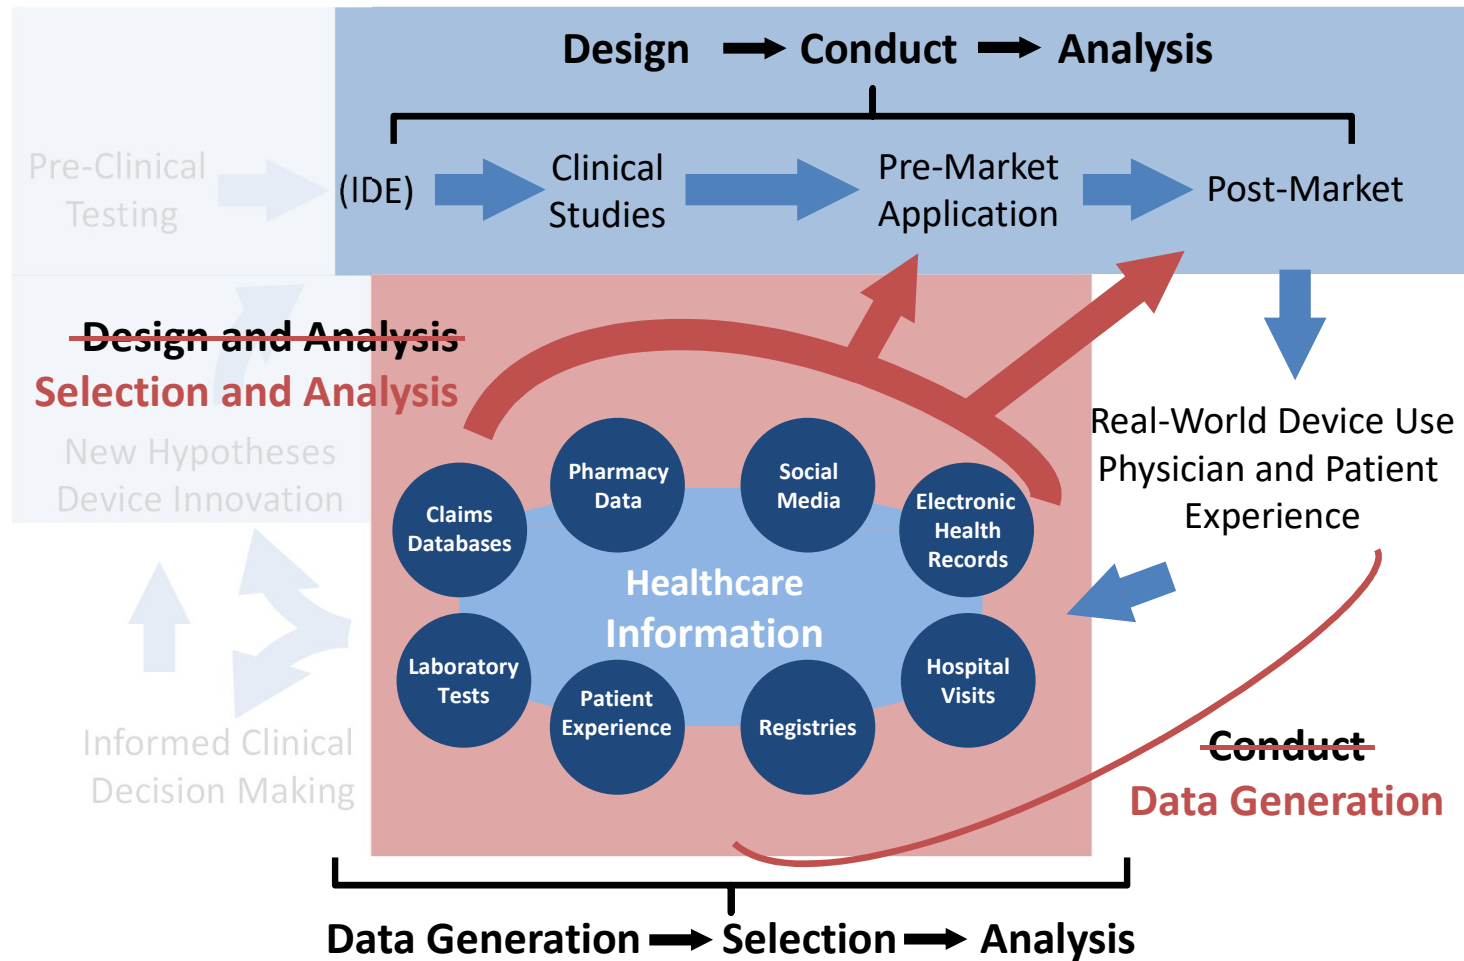 Design Conduct Analysis
Pre-Clinical
Testing
(IDE)
Clinical
Studies
Pre-Market
Application
Post-Market
Design and Analysis
Selection and Analysis
New Hypotheses
Device Innovation
Informed Clinical
Decision Making
Claims
Databases
Pharmacy
Data
Social
Media
Electronic
Health
Records
Healthcare
Information
Laboratory
Tests
Patient
Experience
Registries
Hospital
Visits
Real-World Device Use
Physician and Patient
Experience
Conduct
Data Generation
Data Generation Selection Analysis